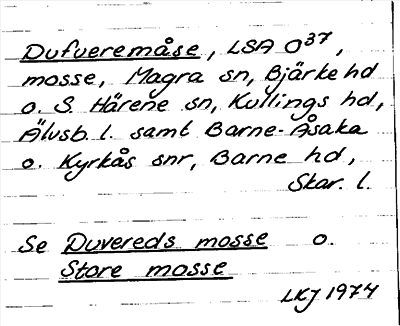 Dufueremåse, LSA O37,
mosse, Magra sn, Bjärke hd
o. S. Härene sn, Kullings hd,
Älvsb. l. samt Barne-Åsaka
o. Kyrkås snr, Barne hd,
Skar. l.
Se Duvereds mosse o.
Store mosse
LKJ 1974